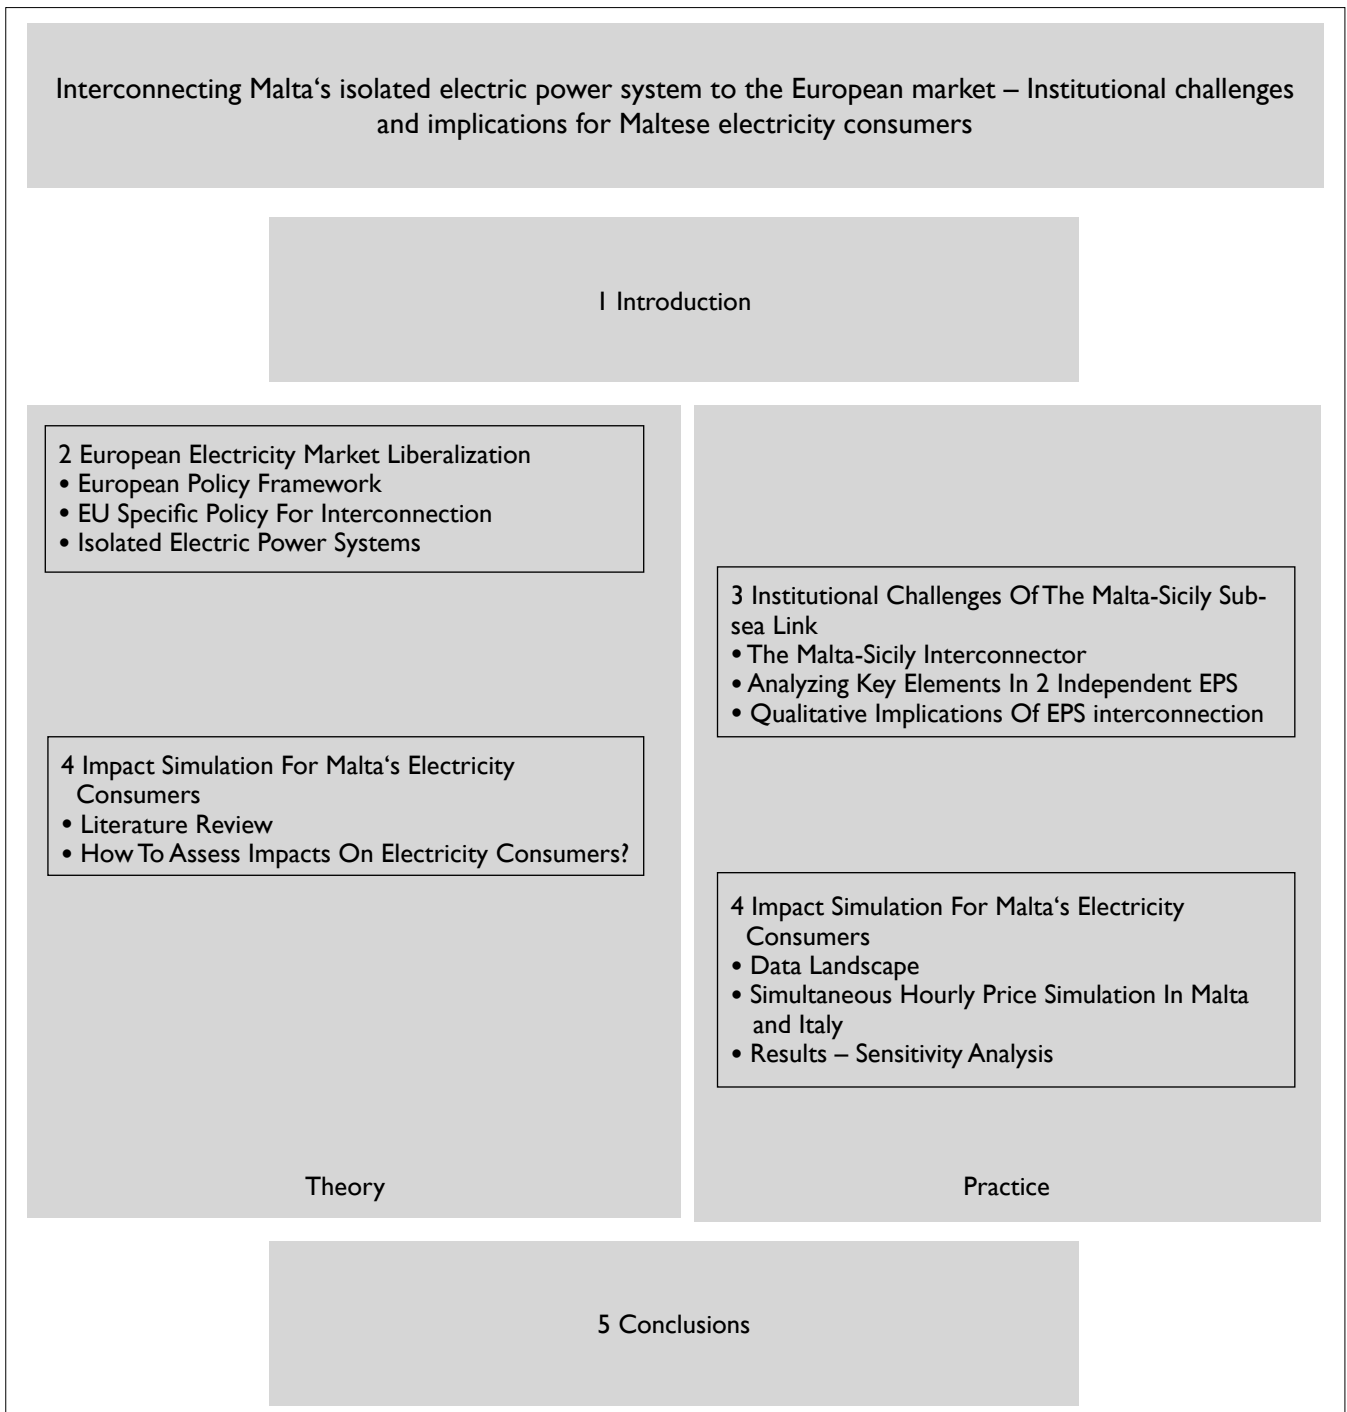 Interconnecting Malta‘s isolated electric power system to the European market – Institutional challenges
and implications for Maltese electricity consumers
1 Introduction
2 European Electricity Market Liberalization
• European Policy Framework
• EU Specific Policy For Interconnection
• Isolated Electric Power Systems
3 Institutional Challenges Of The Malta-Sicily Sub-
sea Link
• The Malta-Sicily Interconnector
• Analyzing Key Elements In 2 Independent EPS
• Qualitative Implications Of EPS interconnection
4 Impact Simulation For Malta‘s Electricity
Consumers
• Literature Review
• How To Assess Impacts On Electricity Consumers?
4 Impact Simulation For Malta‘s Electricity
Consumers
• Data Landscape
• Simultaneous Hourly Price Simulation In Malta
and Italy
• Results – Sensitivity Analysis
Theory
Practice
5 Conclusions